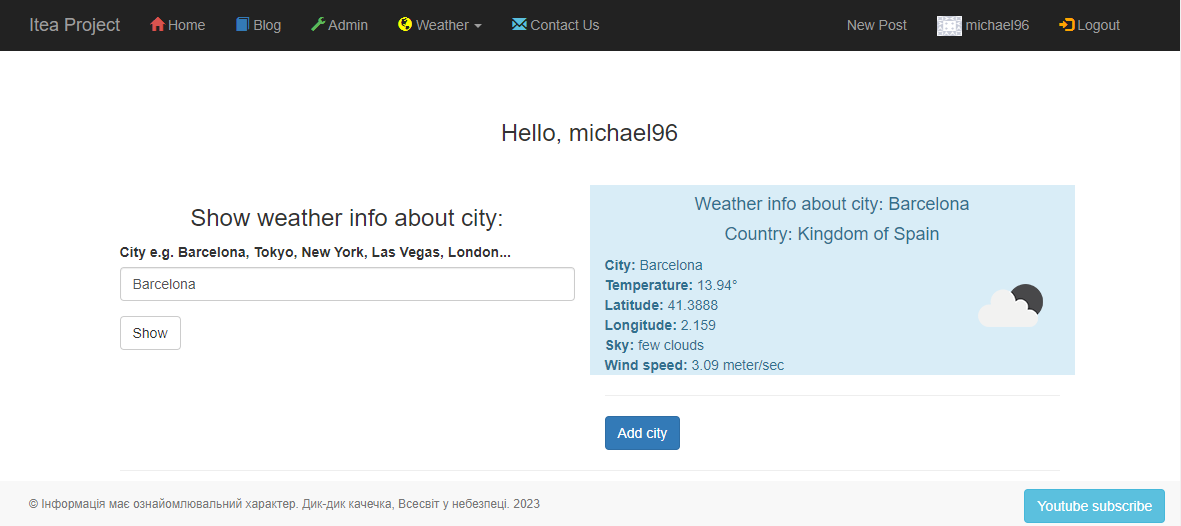 Itea Project Home Blog Admin Weather Contact Us New Post michael96 Logout
Hello, michael96
Show weather info about city:
City e.g. Barcelona, Tokyo, New York, Las Vegas, London...
Barcelona
Show
Weather info about city: Barcelona
Country: Kingdom of Spain
City: Barcelona
Temperature: 13.94°
Latitude: 41.3888
Longitude: 2.159
Sky: few clouds
Wind speed: 3.09 meter/sec
Add city
© Інформація має ознайомлювальний характер. Дик-дик качечка, Всесвіт у небезпеці. 2023
Youtube subscribe